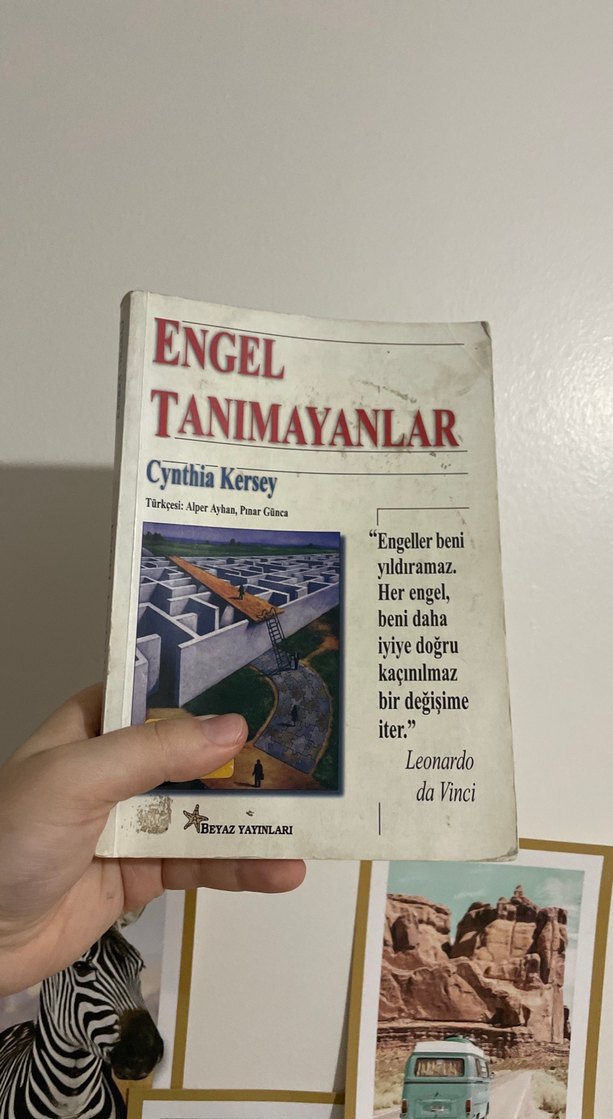 ENGEL
TANIMAYANLAR
Cynthia Kersey
Türkçesi: Alper Ayhan, Pınar Günca
“Engeller beni
yıldıramaz.
Her engel,
beni daha
iyiye doğru
kaçınılmaz
bir değişime
iter.”
Leonardo
da Vinci
BEYAZ YAYINLARI